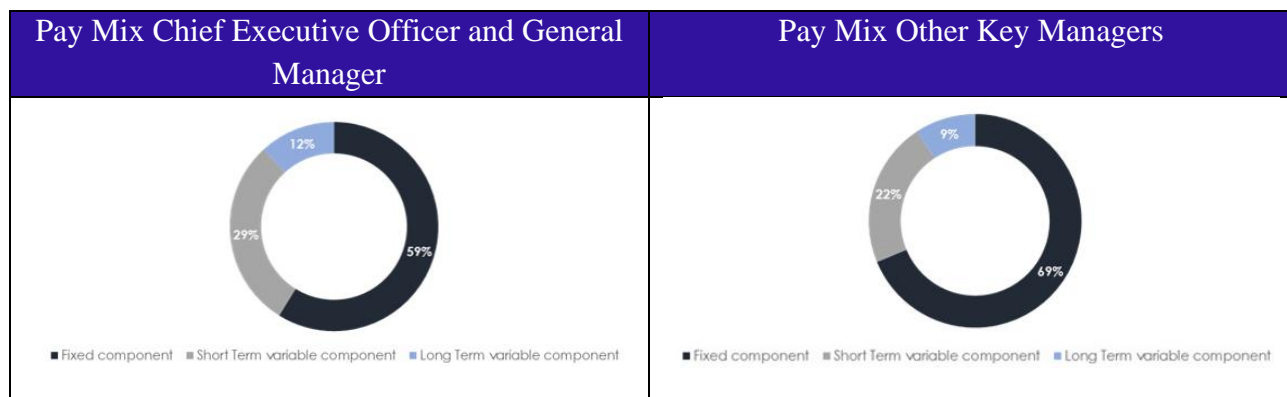 Pay Mix Chief Executive Officer and General
Manager
Pay Mix Other Key Managers
12%
29%
59%
Fixed component Short Term variable component Long Term variable component
9%
22%
69%
Fixed component Short Term variable component Long Term variable component